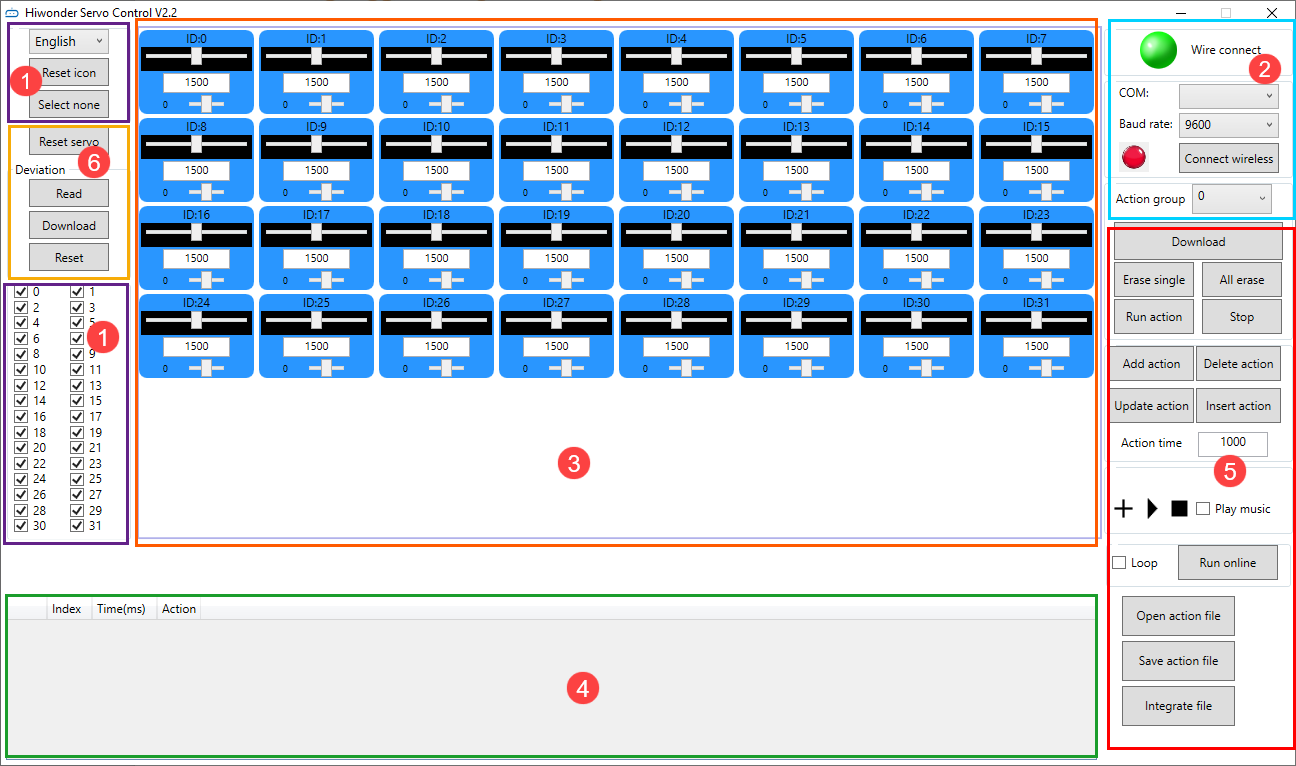 Hiwonder Servo Control V2.2
English
Reset icon
Select none
1
Reset servo
6
Deviation
Read
Download
Reset
0 1
2 3
4 5
6
1
8 9
10 11
12 13
14 15
16 17
18 19
20 21
22 23
24 25
26 27
28 29
30 31
ID:0 ID:1 ID:2 ID:3 ID:4 ID:5 ID:6 ID:7
1500 1500 1500 1500 1500 1500 1500 1500
0 0 0 0 0 0 0 0
ID:8 ID:9 ID:10 ID:11 ID:12 ID:13 ID:14 ID:15
1500 1500 1500 1500 1500 1500 1500 1500
0 0 0 0 0 0 0 0
ID:16 ID:17 ID:18 ID:19 ID:20 ID:21 ID:22 ID:23
1500 1500 1500 1500 1500 1500 1500 1500
0 0 0 0 0 0 0 0
ID:24 ID:25 ID:26 ID:27 ID:28 ID:29 ID:30 ID:31
1500 1500 1500 1500 1500 1500 1500 1500
0 0 0 0 0 0 0 0
3
Index Time(ms) Action
4
Wire connect
2
COM:
Baud rate: 9600
Connect wireless
Action group 0
Download
Erase single All erase
Run action Stop
Add action Delete action
Update action Insert action
Action time 1000
5
Play music
Loop Run online
Open action file
Save action file
Integrate file